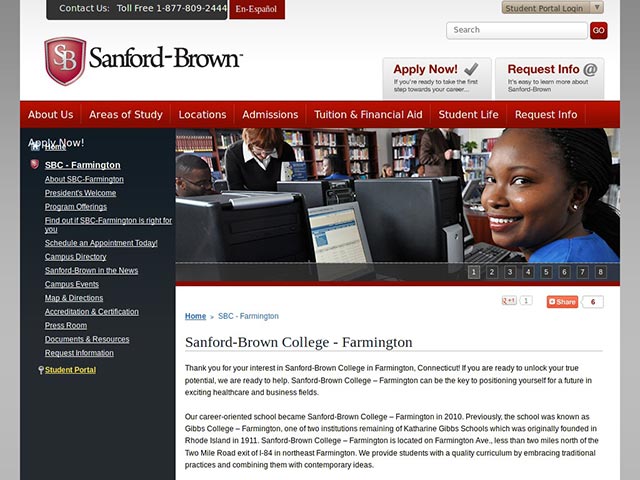 Contact Us:   Toll Free 1-877-809-2444
En-Español
Student Portal Login
Search
GO
SB
Sanford-Brown™
Apply Now!
If you're ready to take the first
step towards your career...
Request Info @
It's easy to learn more about
Sanford-Brown
About Us
Areas of Study
Locations
Admissions
Tuition & Financial Aid
Student Life
Request Info
Apply Now!
Home
SBC - Farmington
About SBC-Farmington
President's Welcome
Program Offerings
Find out if SBC-Farmington is right for
you
Schedule an Appointment Today!
Campus Directory
Sanford-Brown in the News
Campus Events
Map & Directions
Accreditation & Certification
Press Room
Documents & Resources
Request Information
Student Portal
1 2 3 4 5 6 7 8
+1 1
Share 6
Home » SBC - Farmington
Sanford-Brown College - Farmington
Thank you for your interest in Sanford-Brown College in Farmington, Connecticut! If you are ready to unlock your true
potential, we are ready to help. Sanford-Brown College – Farmington can be the key to positioning yourself for a future in
exciting healthcare and business fields.
Our career-oriented school became Sanford-Brown College – Farmington in 2010. Previously, the school was known as
Gibbs College – Farmington, one of two institutions remaining of Katharine Gibbs Schools which was originally founded in
Rhode Island in 1911. Sanford-Brown College – Farmington is located on Farmington Ave., less than two miles north of the
Two Mile Road exit of I-84 in northeast Farmington. We provide students with a quality curriculum by embracing traditional
practices and combining them with contemporary ideas.